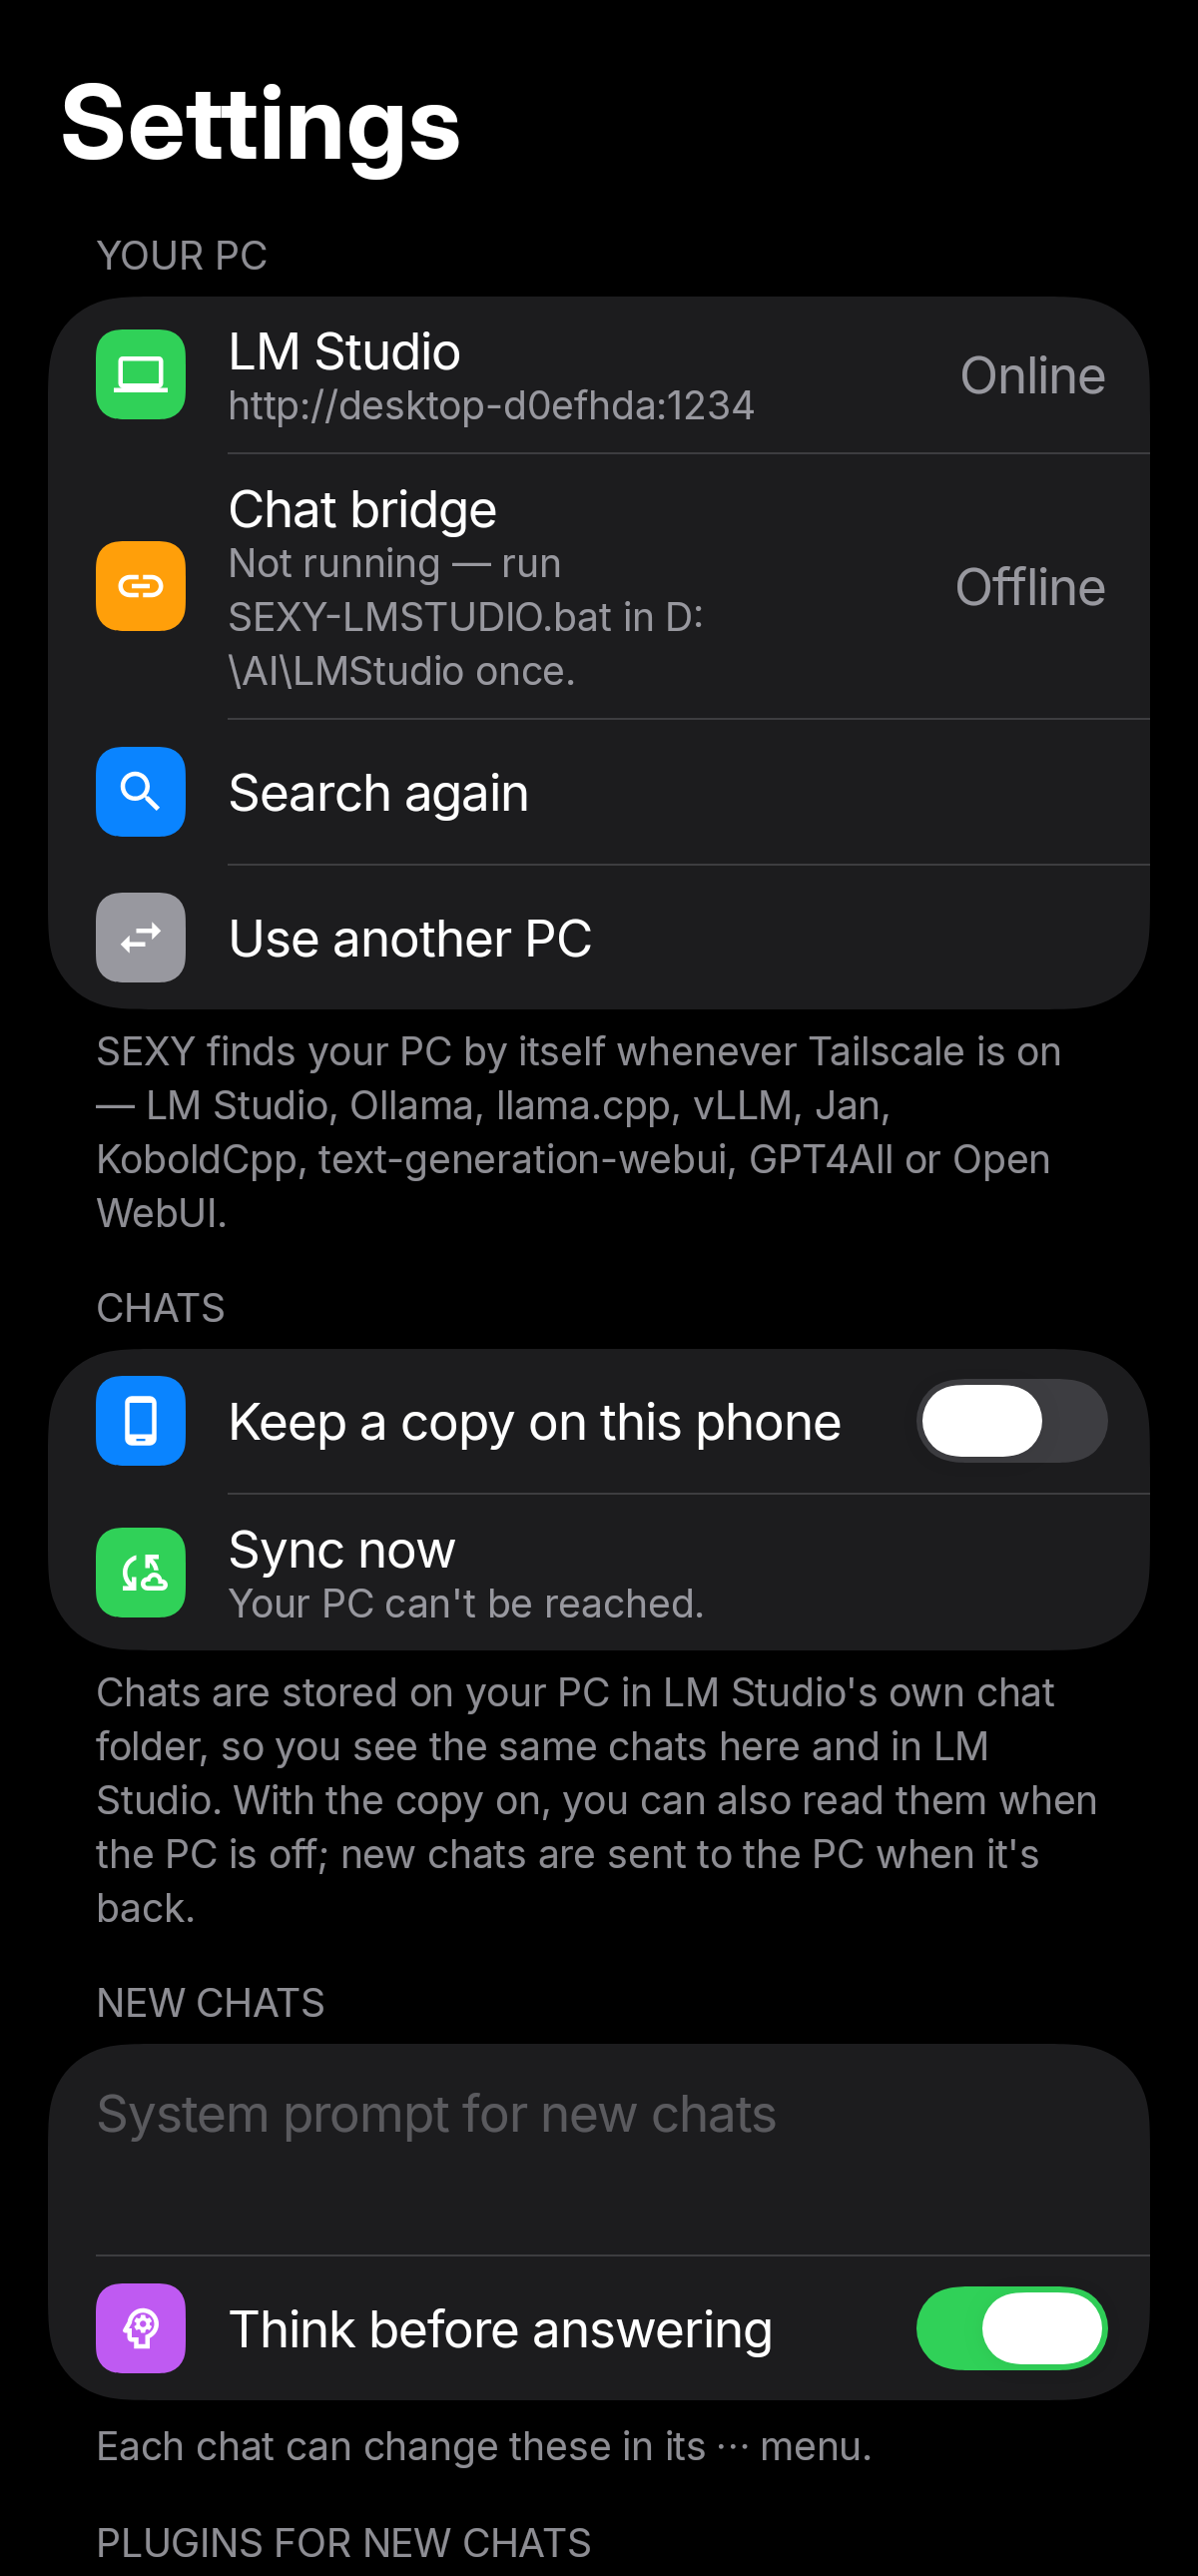 Settings
YOUR PC
LM Studio
http://desktop-d0efhda:1234
Online
Chat bridge
Not running — run
SEXY-LMSTUDIO.bat in D:
\AI\LMStudio once.
Offline
Search again
Use another PC
SEXY finds your PC by itself whenever Tailscale is on
— LM Studio, Ollama, llama.cpp, vLLM, Jan,
KoboldCpp, text-generation-webui, GPT4All or Open
WebUI.
CHATS
Keep a copy on this phone
Sync now
Your PC can't be reached.
Chats are stored on your PC in LM Studio's own chat
folder, so you see the same chats here and in LM
Studio. With the copy on, you can also read them when
the PC is off; new chats are sent to the PC when it's
back.
NEW CHATS
System prompt for new chats
Think before answering
Each chat can change these in its ··· menu.
PLUGINS FOR NEW CHATS